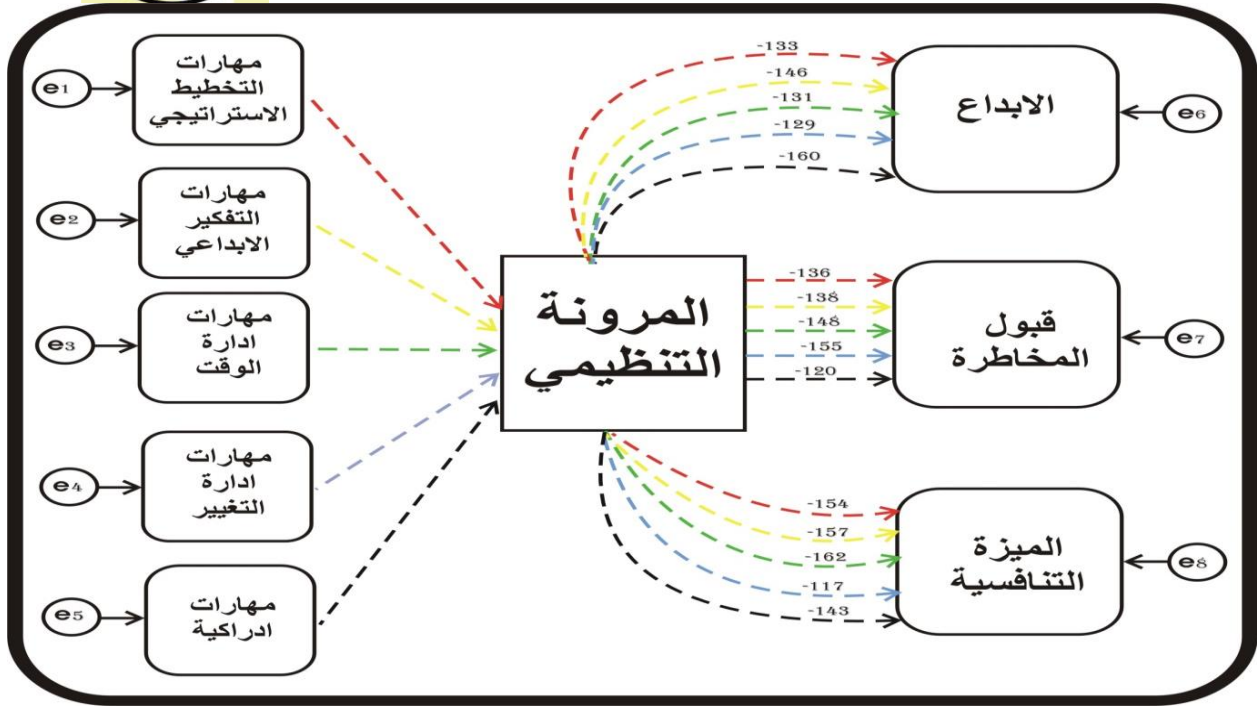 e1
مهارات
التخطيط
الاستراتيجي
e2
مهارات
التفكير
الابداعي
e3
مهارات
ادارة
الوقت
e4
مهارات
ادارة
التغيير
e5
مهارات
ادراكية
المرونة
التنظيمي
-133
-146
-131
-129
-160
الابداع
e6
-136
-138
-148
-155
-120
قبول
المخاطرة
e7
-154
-157
-162
-117
-143
الميزة
التنافسية
e8